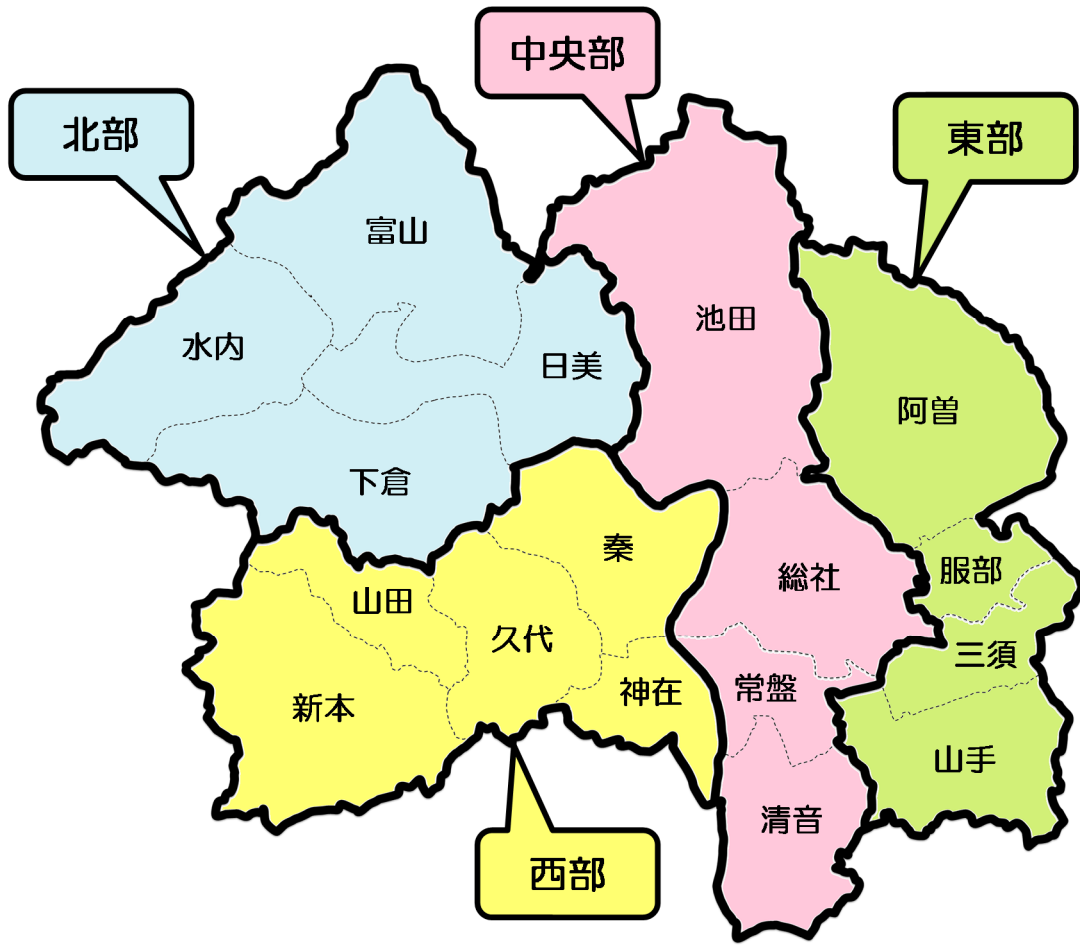 中央部
北部
東部
富山
池田
水内
日美
阿曽
下倉
秦
服部
総社
山田
久代
三須
常盤
神在
新本
山手
清音
西部